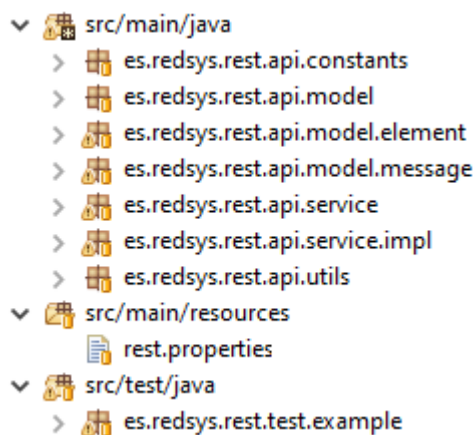 src/main/java
es.redsys.rest.api.constants
es.redsys.rest.api.model
es.redsys.rest.api.model.element
es.redsys.rest.api.model.message
es.redsys.rest.api.service
es.redsys.rest.api.service.impl
es.redsys.rest.api.utils
src/main/resources
rest.properties
src/test/java
es.redsys.rest.test.example